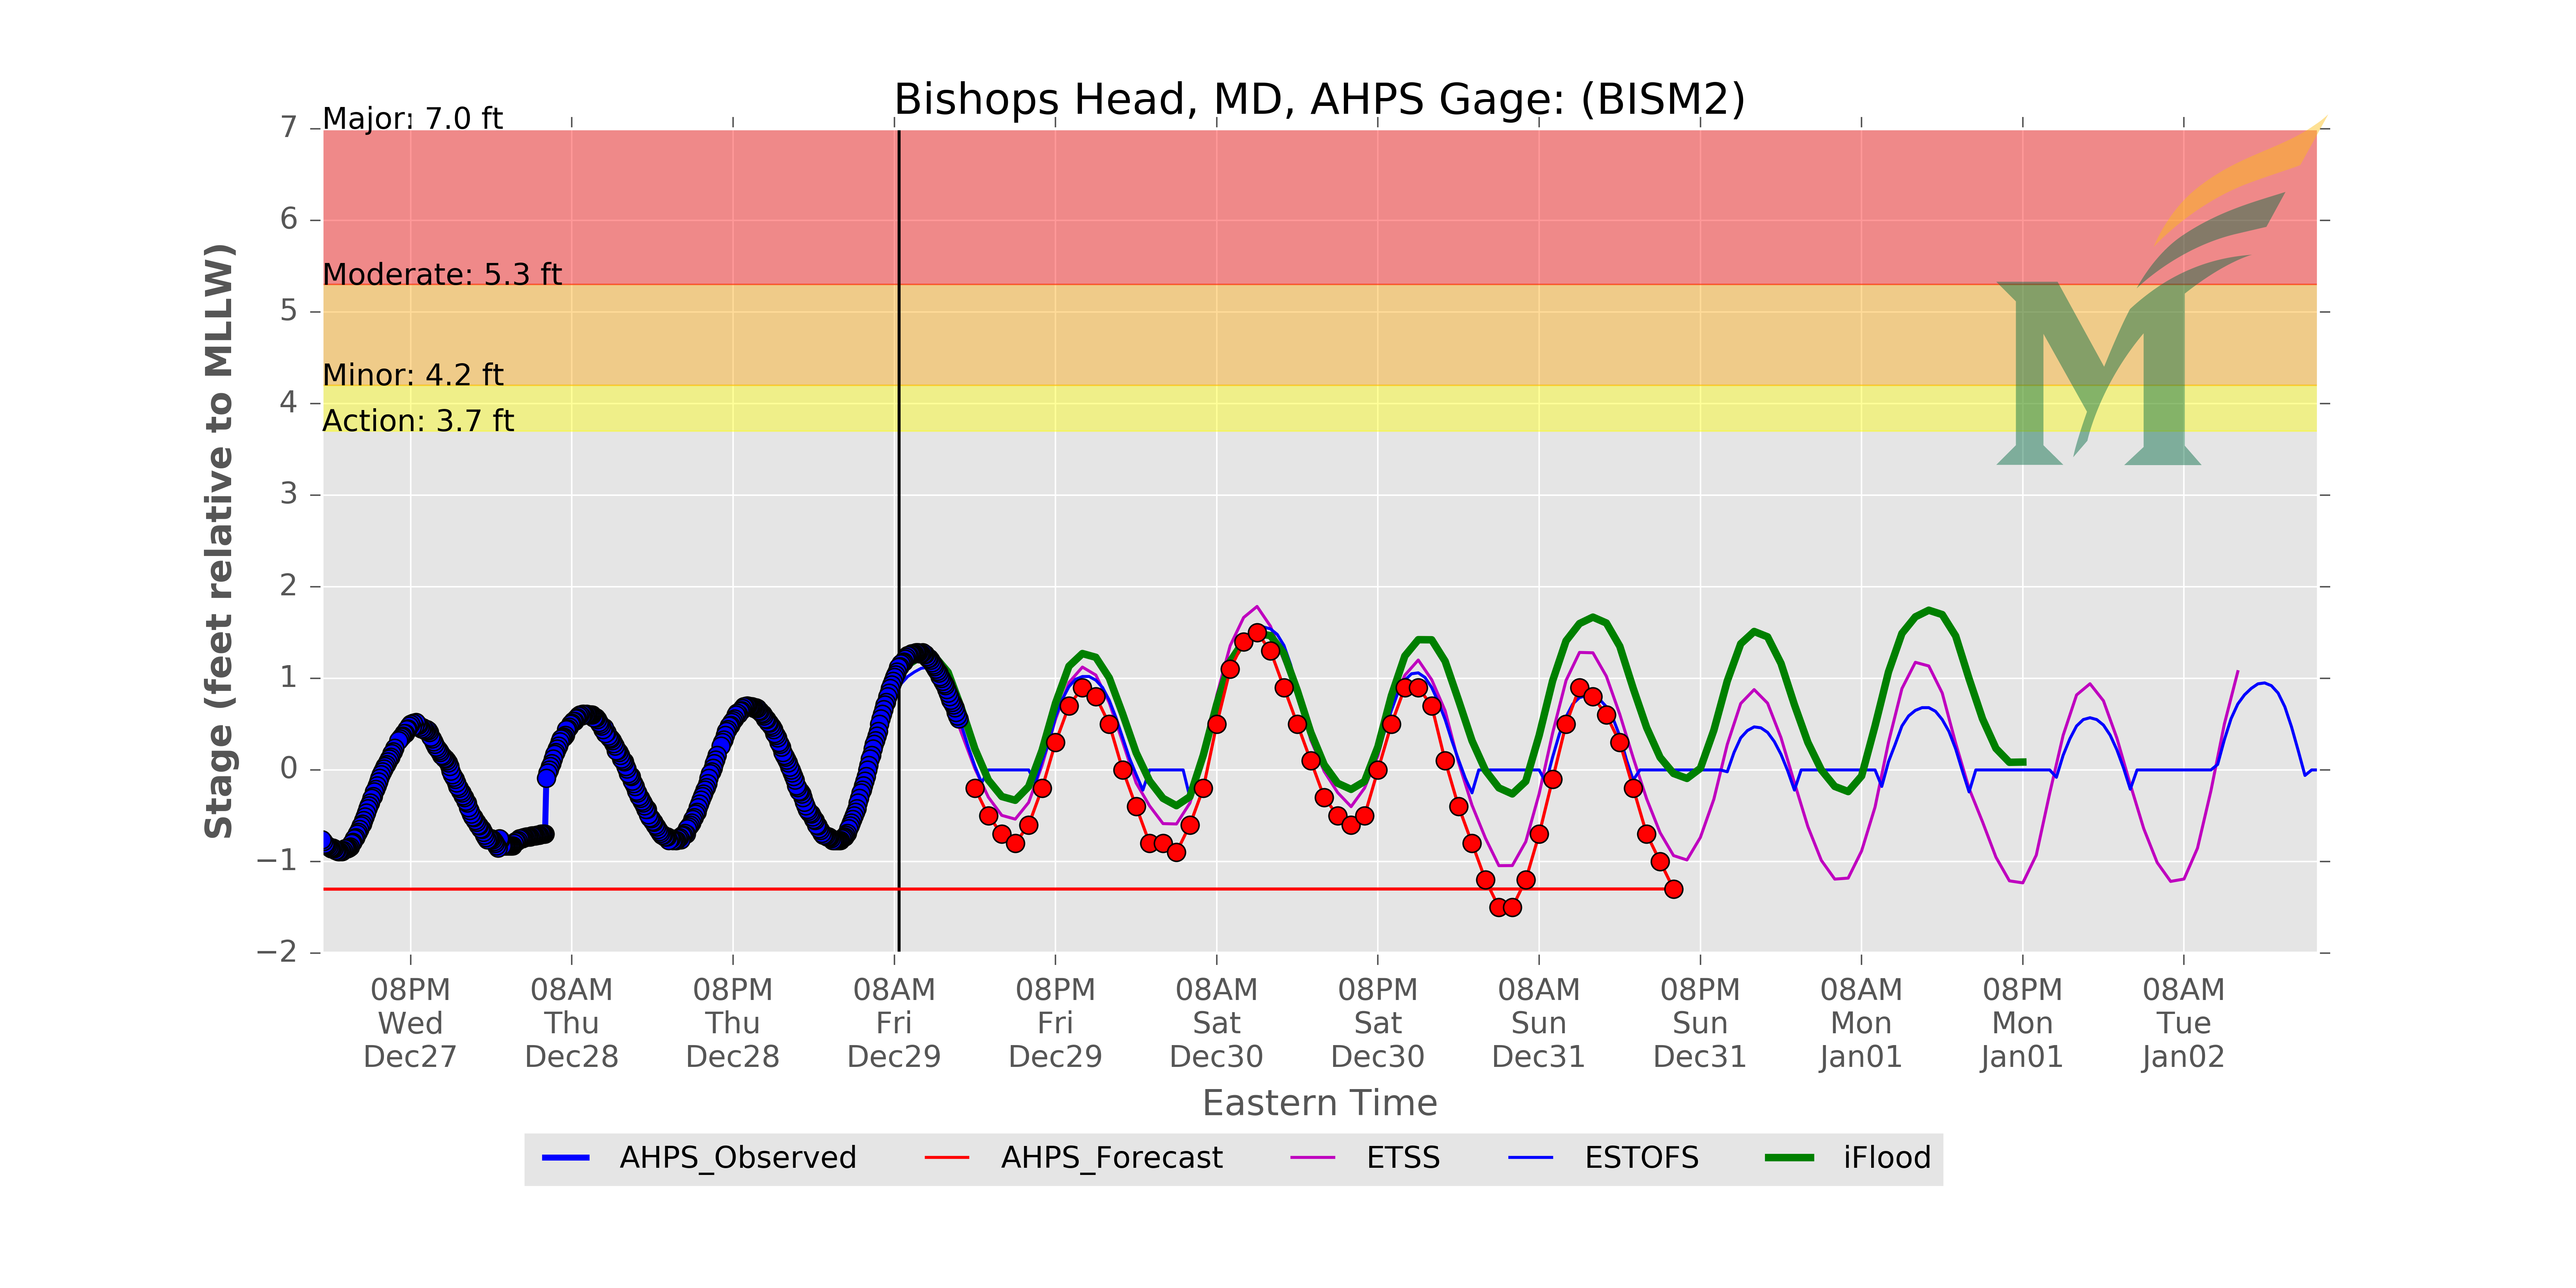 Bishops Head, MD, AHPS Gage: (BISM2)
Major: 7.0 ft
Moderate: 5.3 ft
Minor: 4.2 ft
Action: 3.7 ft
Stage (feet relative to MLLW)
7
6
5
4
3
2
1
0
−1
−2
08PM 08AM 08PM 08AM 08PM 08AM 08PM 08AM 08PM 08AM 08PM 08AM
Wed Thu Thu Fri Fri Sat Sat Sun Sun Mon Mon Tue
Dec27 Dec28 Dec28 Dec29 Dec29 Dec30 Dec30 Dec31 Dec31 Jan01 Jan01 Jan02
Eastern Time
AHPS_Observed AHPS_Forecast ETSS ESTOFS iFlood
M